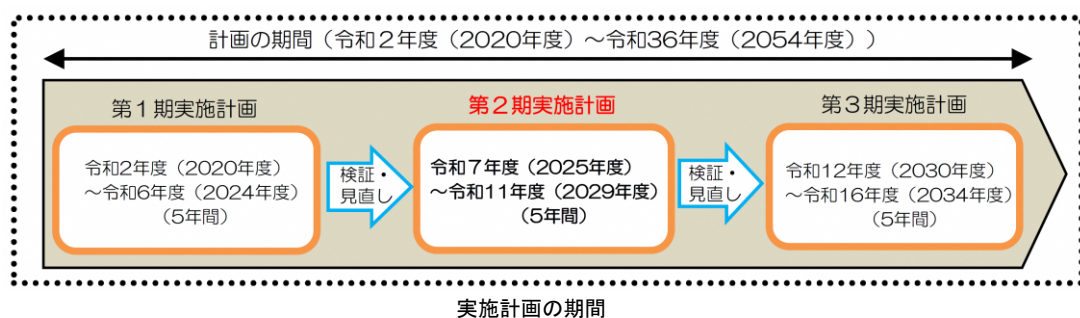 計画の期間（令和２年度（2020年度）～令和36年度（2054年度））
第１期実施計画
令和2年度（2020年度）
～令和6年度（2024年度）
（5年間）
検証・
見直し
第２期実施計画
令和７年度（2025年度）
～令和11年度（2029年度）
（5年間）
検証・
見直し
第３期実施計画
令和12年度（2030年度）
～令和16年度（2034年度）
（5年間）
実施計画の期間